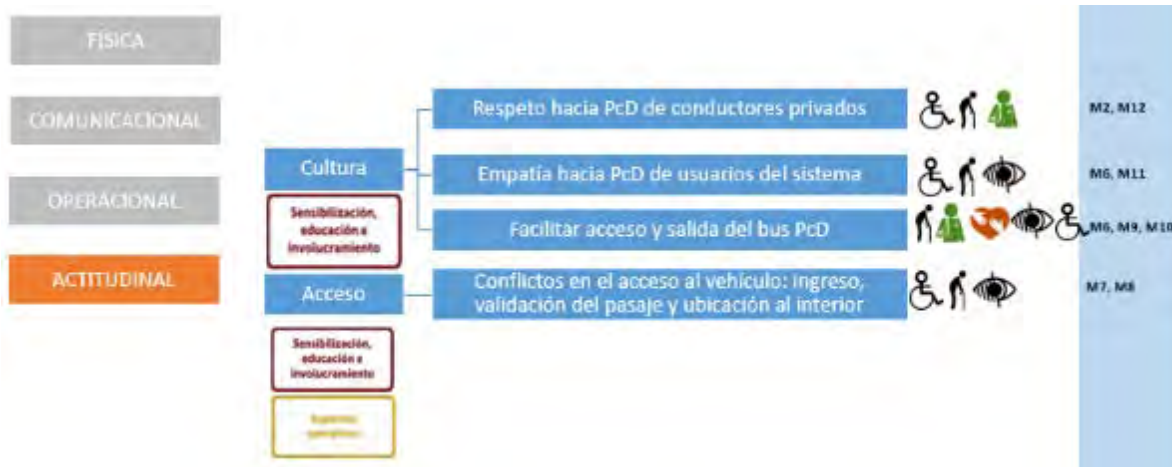 FÍSICA
COMUNICACIONAL
OPERACIONAL
ACTITUDINAL
Cultura
Sensibilización,
educación e
involucramiento
Acceso
Sensibilización,
educación e
involucramiento
Respeto hacia PcD de conductores privados
Empatía hacia PcD de usuarios del sistema
Facilitar acceso y salida del bus PcD
Conflictos en el acceso al vehículo: ingreso,
validación del pasaje y ubicación al interior
M2, M12
M6, M11
M6, M9, M10
M7, M8